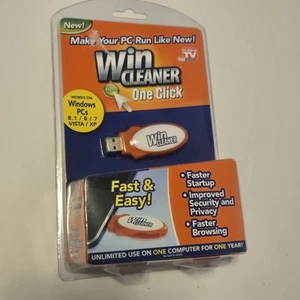 New!
Make Your PC Run Like New!
AS SEEN ON
TV
Win
CLEANER
One Click
WORKS ON
Windows
PCs
8.1 / 8 / 7
VISTA / XP
Win
CLEANER
Fast &
Easy!
• Faster
Startup
• Improved
Security and
Privacy
• Faster
Browsing
Win
CLEANER
UNLIMITED USE ON ONE COMPUTER FOR ONE YEAR!